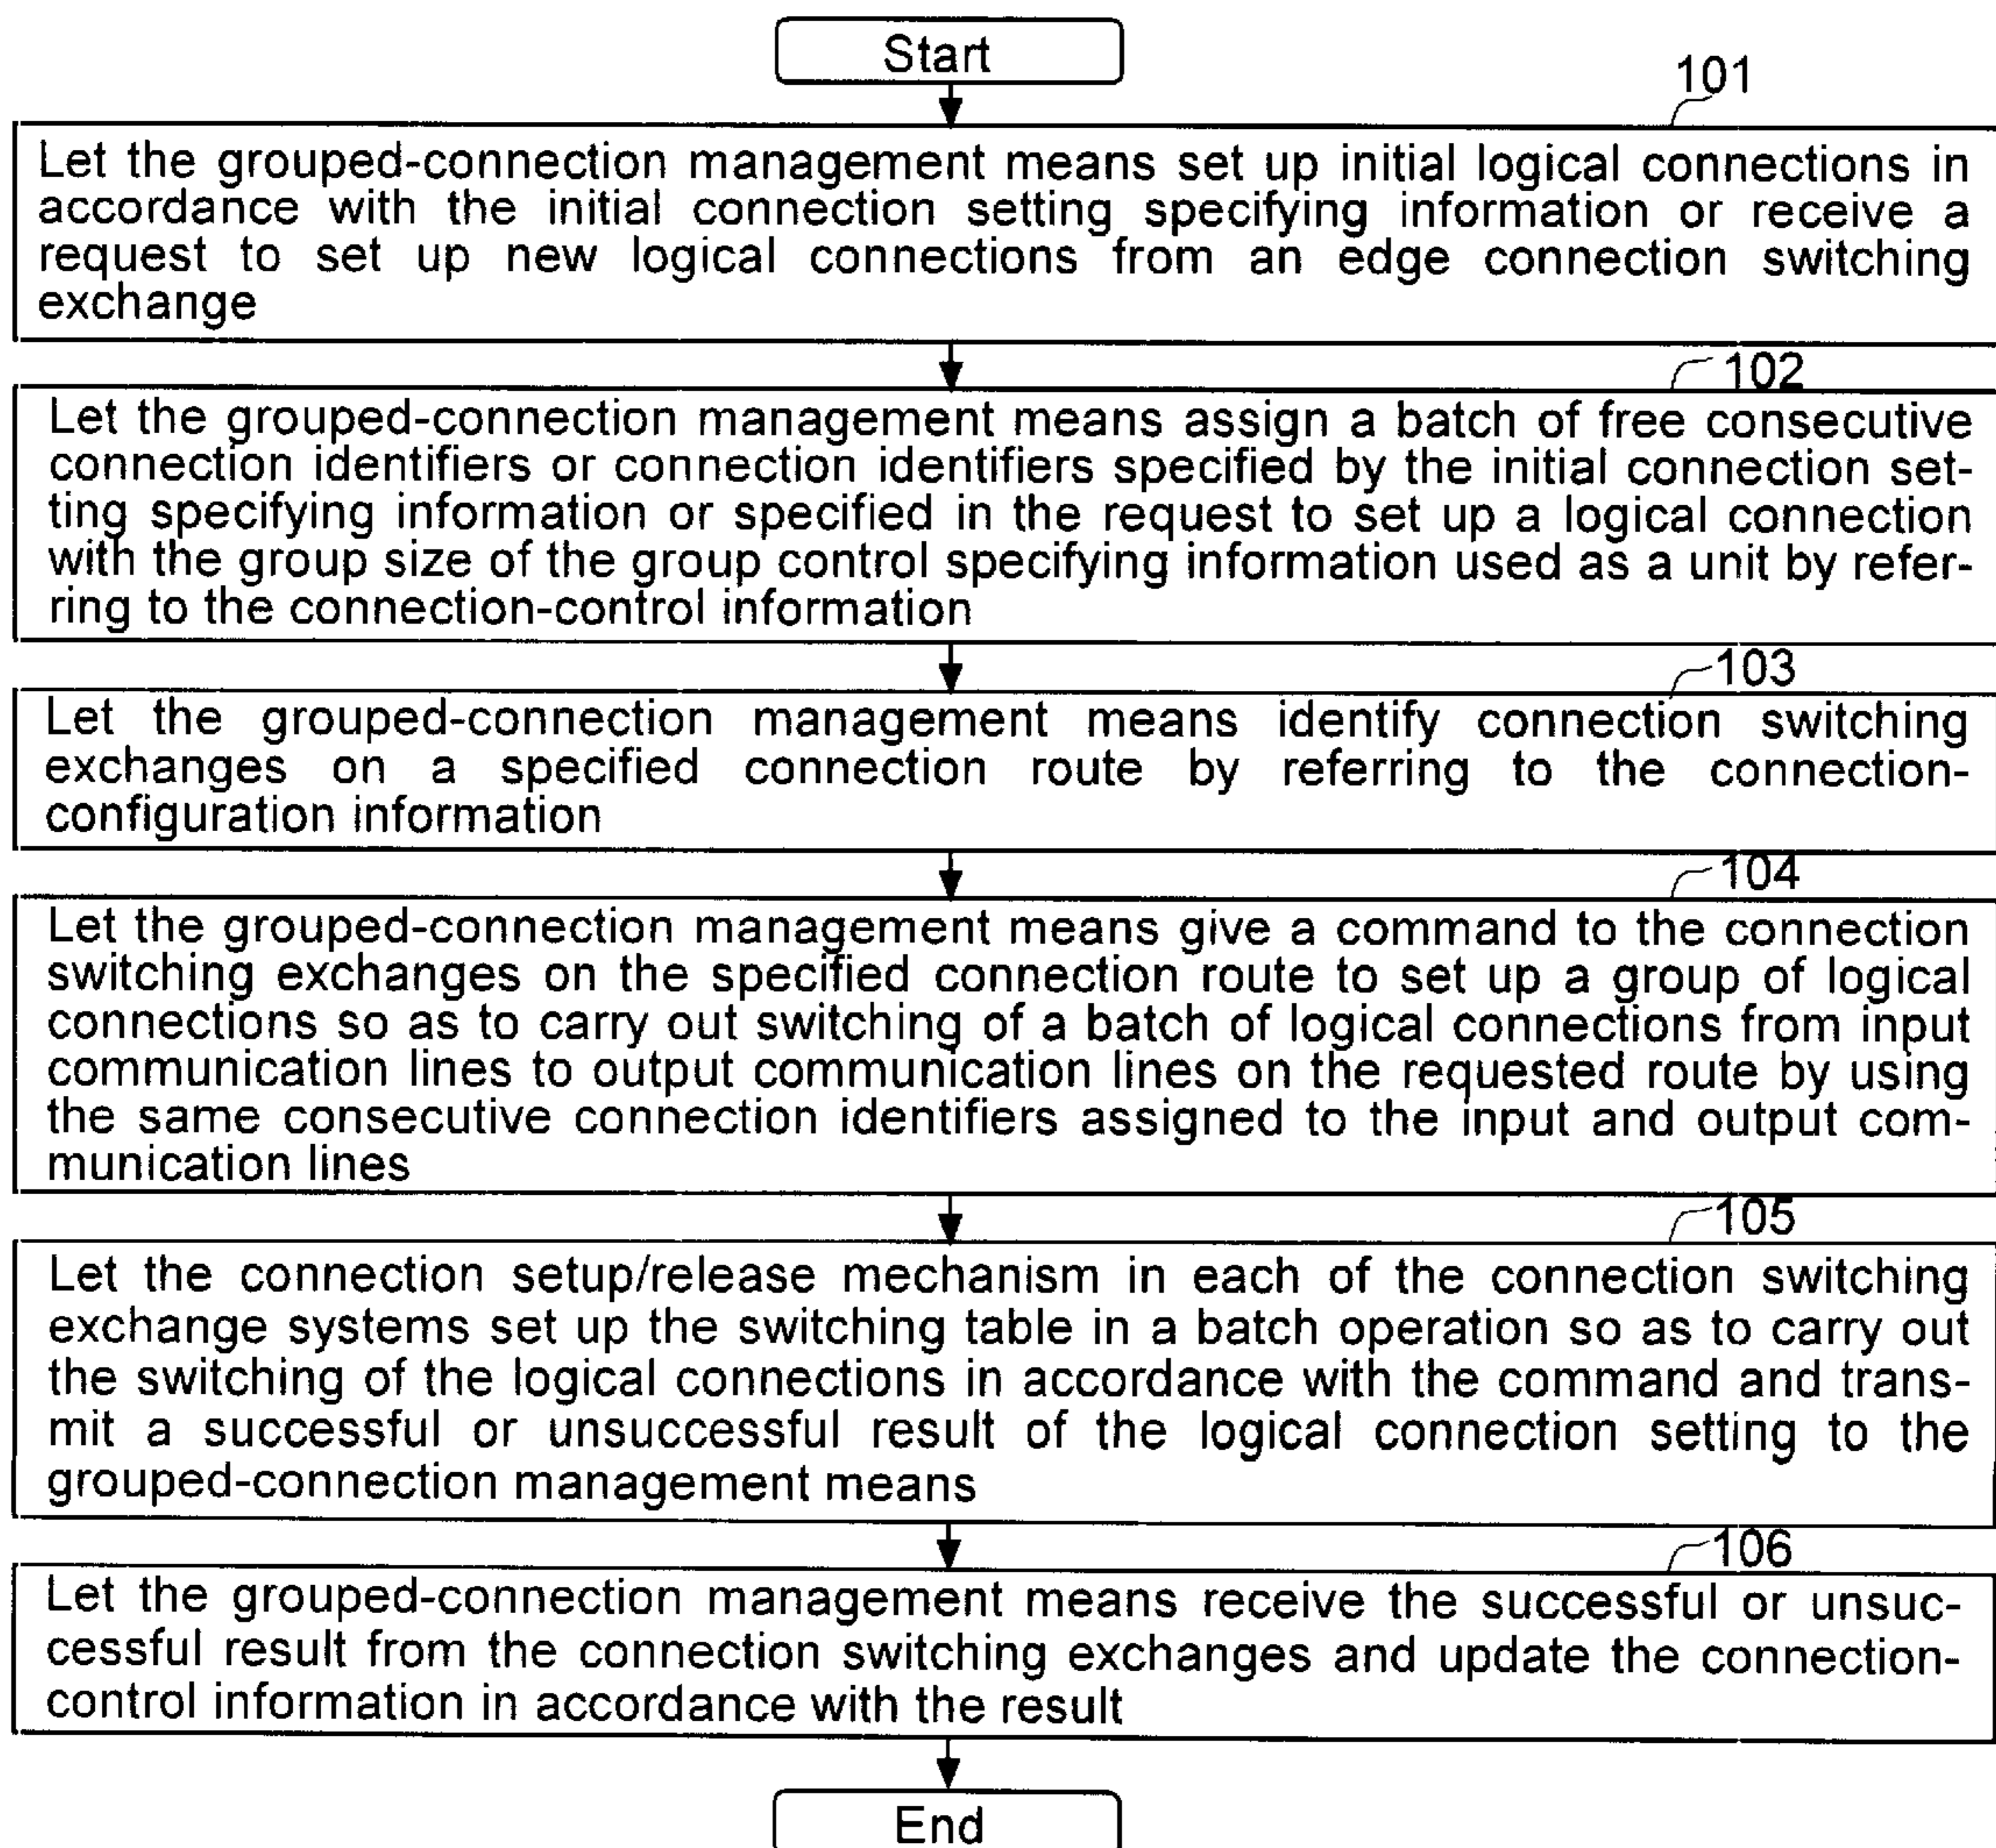 Start
101
Let the grouped-connection management means set up initial logical connections in
accordance with the initial connection setting specifying information or receive a
request to set up new logical connections from an edge connection switching
exchange
102
Let the grouped-connection management means assign a batch of free consecutive
connection identifiers or connection identifiers specified by the initial connection set-
ting specifying information or specified in the request to set up a logical connection
with the group size of the group control specifying information used as a unit by refer-
ring to the connection-control information
103
Let the grouped-connection management means identify connection switching
exchanges on a specified connection route by referring to the connection-
configuration information
104
Let the grouped-connection management means give a command to the connection
switching exchanges on the specified connection route to set up a group of logical
connections so as to carry out switching of a batch of logical connections from input
communication lines to output communication lines on the requested route by using
the same consecutive connection identifiers assigned to the input and output com-
munication lines
105
Let the connection setup/release mechanism in each of the connection switching
exchange systems set up the switching table in a batch operation so as to carry out
the switching of the logical connections in accordance with the command and trans-
mit a successful or unsuccessful result of the logical connection setting to the
grouped-connection management means
106
Let the grouped-connection management means receive the successful or unsuc-
cessful result from the connection switching exchanges and update the connection-
control information in accordance with the result
End